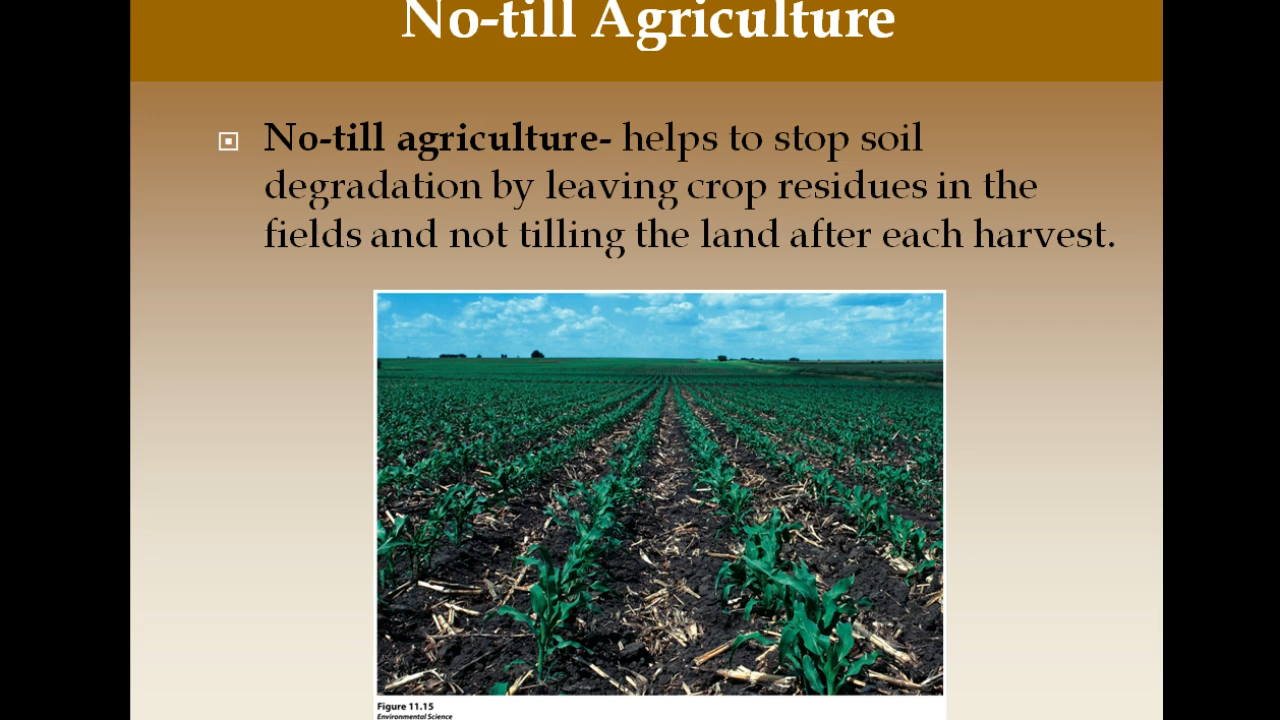 No-till Agriculture
No-till agriculture- helps to stop soil
degradation by leaving crop residues in the
fields and not tilling the land after each harvest.
Figure 11.15
Environmental Science